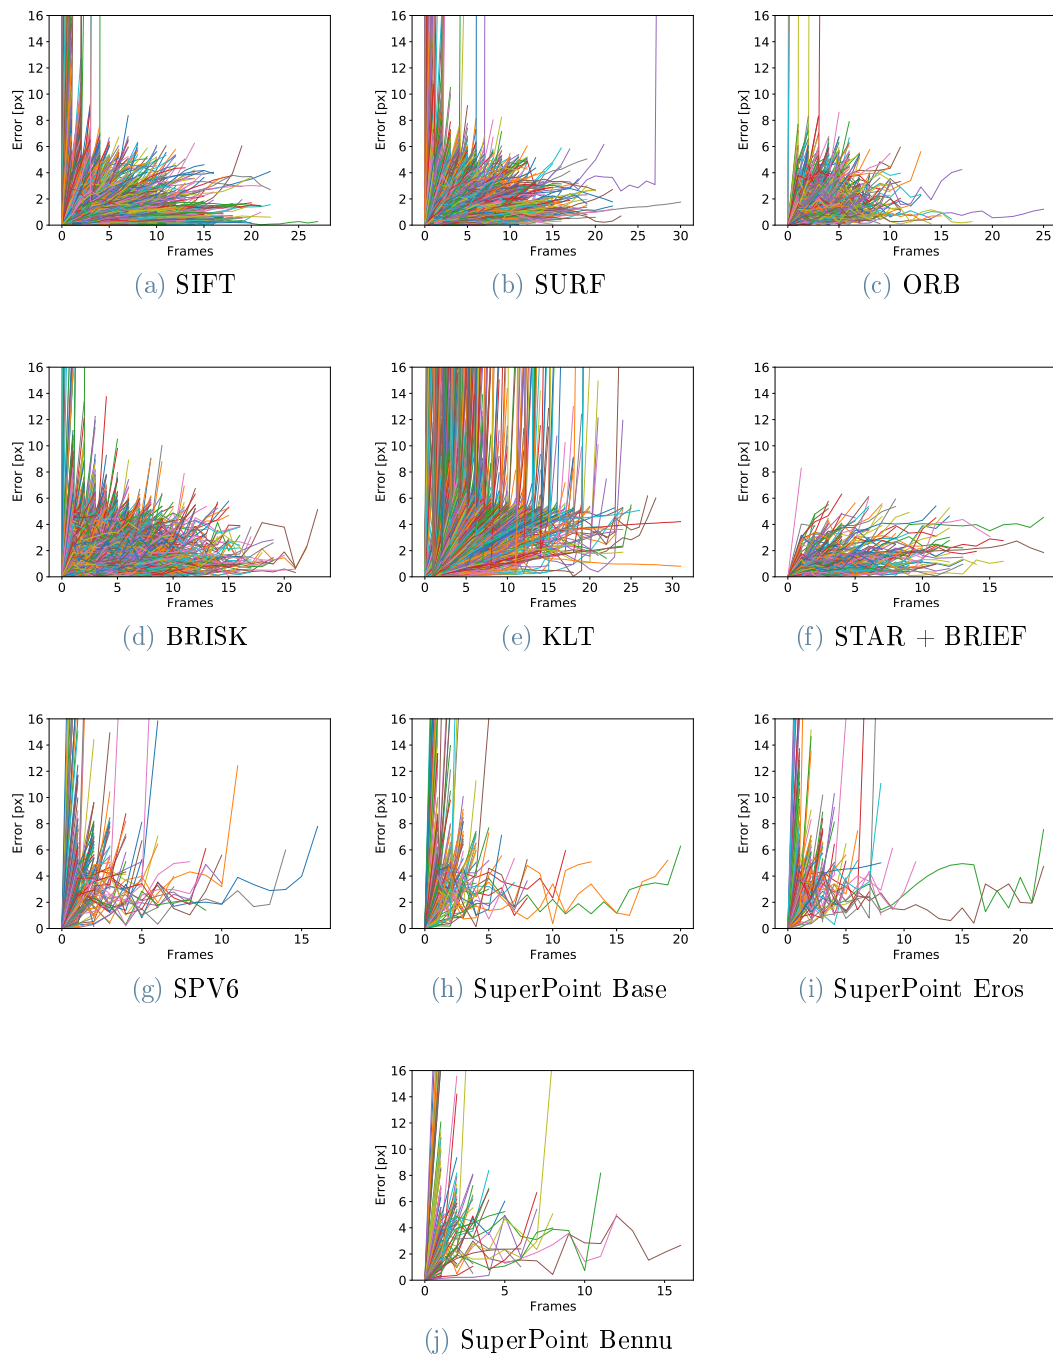 16 16 16
14 14 14
12 12 12
10 10 10
8 8 8
6 6 6
4 4 4
2 2 2
0 0 0
Error [px] Error [px] Error [px]
0 5 10 15 20 25 0 5 10 15 20 25 30 0 5 10 15 20 25
Frames Frames Frames
(a) SIFT (b) SURF (c) ORB
16 16 16
14 14 14
12 12 12
10 10 10
8 8 8
6 6 6
4 4 4
2 2 2
0 0 0
Error [px] Error [px] Error [px]
0 5 10 15 20 0 5 10 15 20 25 30 0 5 10 15
Frames Frames Frames
(d) BRISK (e) KLT (f) STAR + BRIEF
16 16 16
14 14 14
12 12 12
10 10 10
8 8 8
6 6 6
4 4 4
2 2 2
0 0 0
Error [px] Error [px] Error [px]
0 5 10 15 0 5 10 15 20 0 5 10 15 20
Frames Frames Frames
(g) SPV6 (h) SuperPoint Base (i) SuperPoint Eros
16
14
12
10
8
6
4
2
0
Error [px]
0 5 10 15
Frames
(j) SuperPoint Bennu